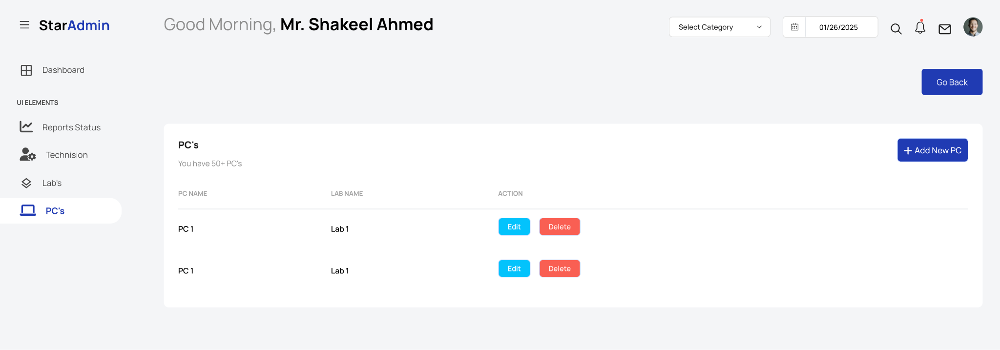 StarAdmin
Good Morning, Mr. Shakeel Ahmed
Select Category
01/26/2025
Dashboard
Go Back
UI ELEMENTS
Reports Status
Technision
Lab's
PC's
PC's
You have 50+ PC's
Add New PC
PC NAME LAB NAME ACTION
PC 1 Lab 1 Edit Delete
PC 1 Lab 1 Edit Delete